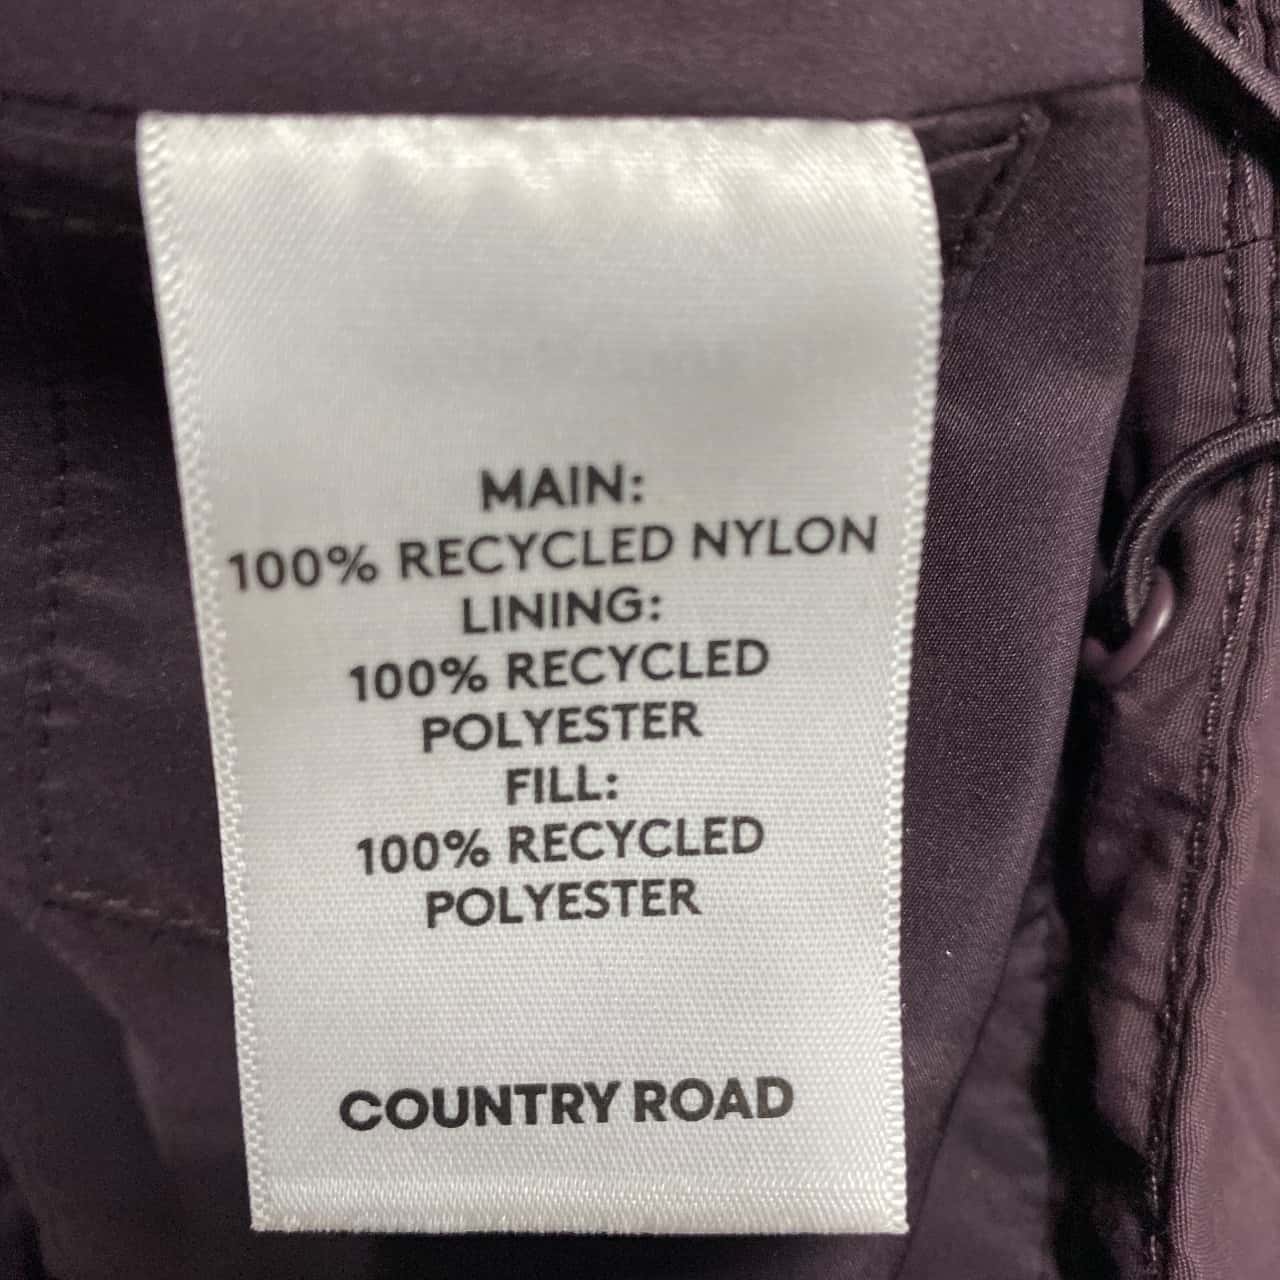 MAIN:
100% RECYCLED NYLON
LINING:
100% RECYCLED
POLYESTER
FILL:
100% RECYCLED
POLYESTER
COUNTRY ROAD